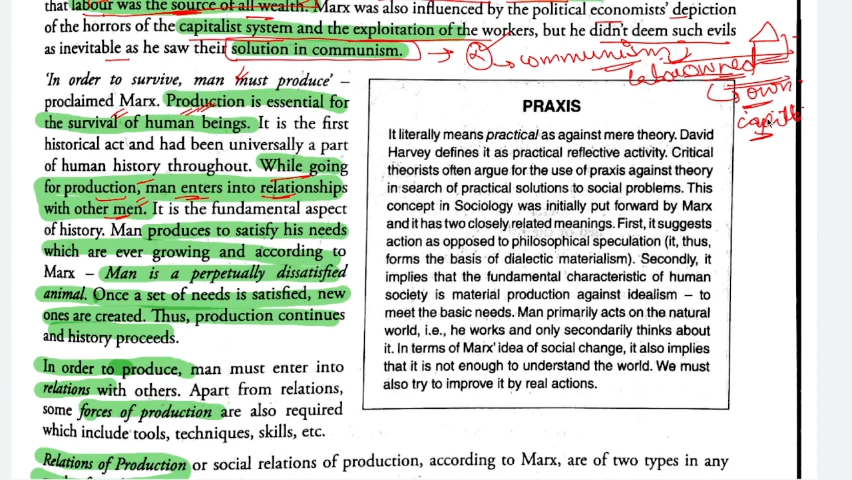 that labour was the source of all wealth. Marx was also influenced by the political economists' depiction
of the horrors of the capitalist system and the exploitation of the workers, but he didn't deem such evils
as inevitable as he saw their solution in communism.
communism
own
'In order to survive, man must produce' –
proclaimed Marx. Production is essential for
the survival of human beings. It is the first
historical act and had been universally a part
of human history throughout. While going
for production, man enters into relationships
with other men. It is the fundamental aspect
of history. Man produces to satisfy his needs
which are ever growing and according to
Marx – Man is a perpetually dissatisfied
animal. Once a set of needs is satisfied, new
ones are created. Thus, production continues
and history proceeds.
In order to produce, man must enter into
relations with others. Apart from relations,
some forces of production are also required
which include tools, techniques, skills, etc.
PRAXIS
It literally means practical as against mere theory. David
Harvey defines it as practical reflective activity. Critical
theorists often argue for the use of praxis against theory
in search of practical solutions to social problems. This
concept in Sociology was initially put forward by Marx
and it has two closely related meanings. First, it suggests
action as opposed to philosophical speculation (it, thus,
forms the basis of dialectic materialism). Secondly, it
implies that the fundamental characteristic of human
society is material production against idealism – to
meet the basic needs. Man primarily acts on the natural
world, i.e., he works and only secondarily thinks about
it. In terms of Marx' idea of social change, it also implies
that it is not enough to understand the world. We must
also try to improve it by real actions.
Relations of Production or social relations of production, according to Marx, are of two types in any